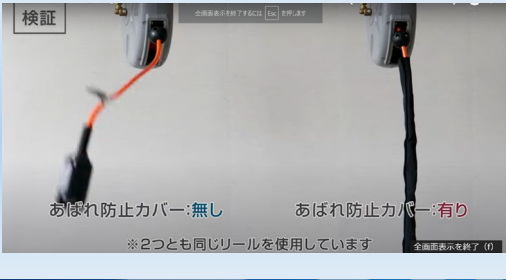 検証
全画面表示を終了するには Esc を押します
あばれ防止カバー:無し
あばれ防止カバー:有り
※2つとも同じリールを使用しています
全画面表示を終了 (f)